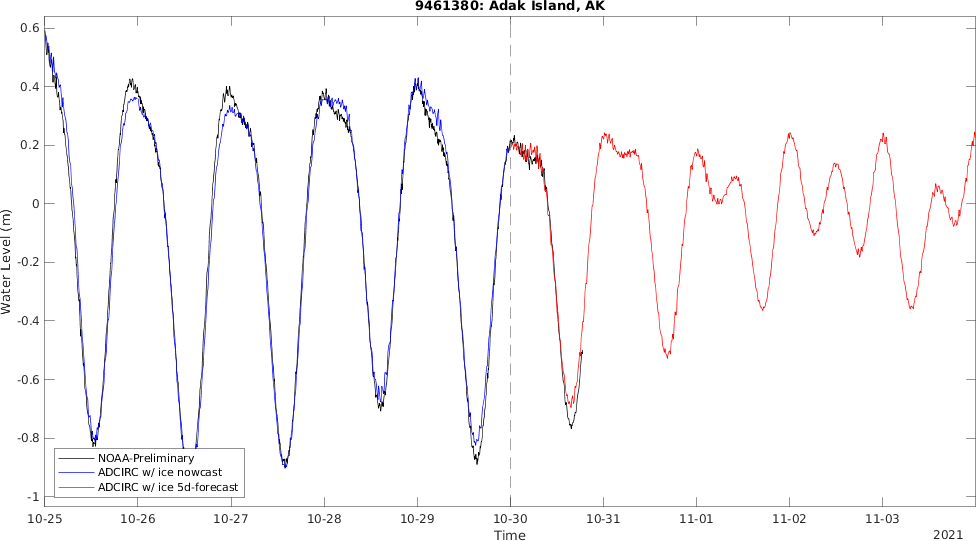 9461380: Adak Island, AK
0.6
0.4
0.2
0
-0.2
-0.4
-0.6
-0.8
-1
Water Level (m)
NOAA-Preliminary
ADCIRC w/ ice nowcast
ADCIRC w/ ice 5d-forecast
10-25 10-26 10-27 10-28 10-29 10-30 10-31 11-01 11-02 11-03
Time
2021